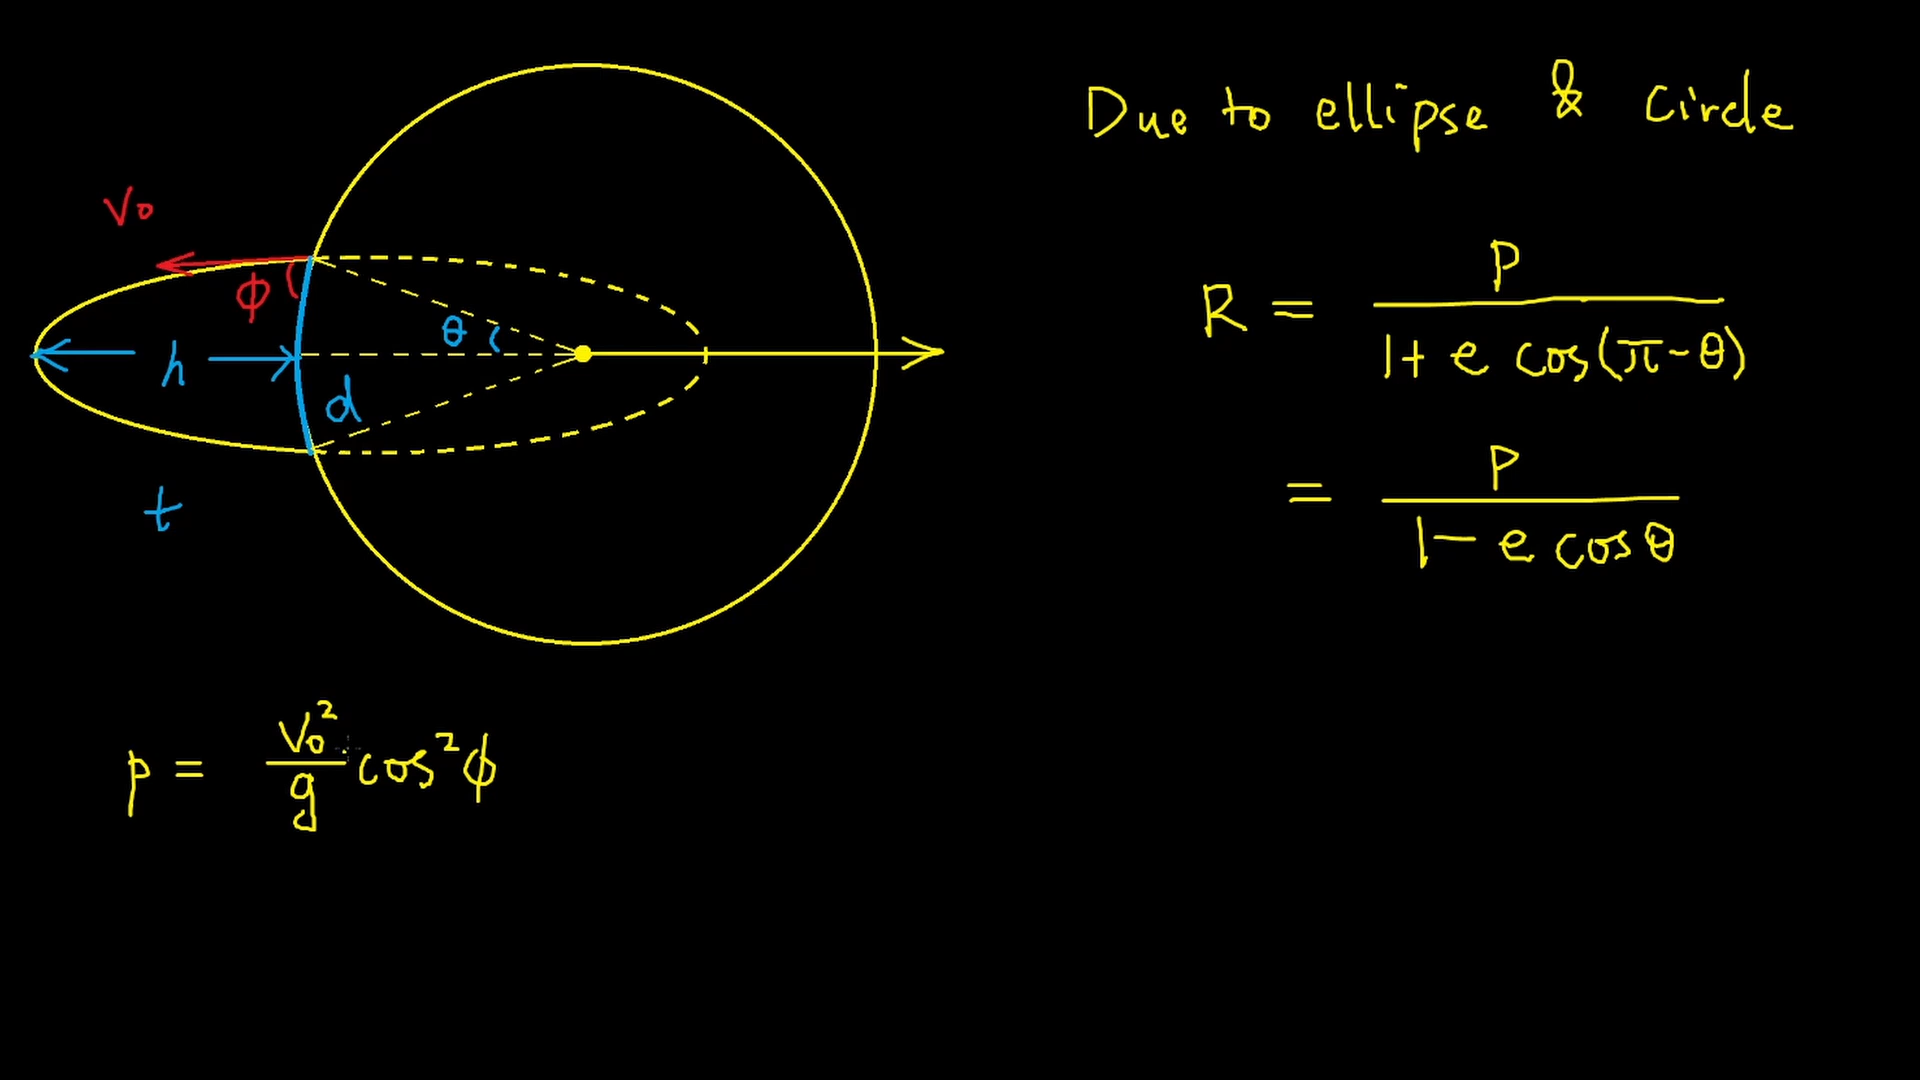 Due to ellipse & circle
V₀
ϕ
θ
h
d
t
R = p / (1 + e cos(π-θ))
= p / (1 - e cosθ)
p = V₀² / g cos²ϕ